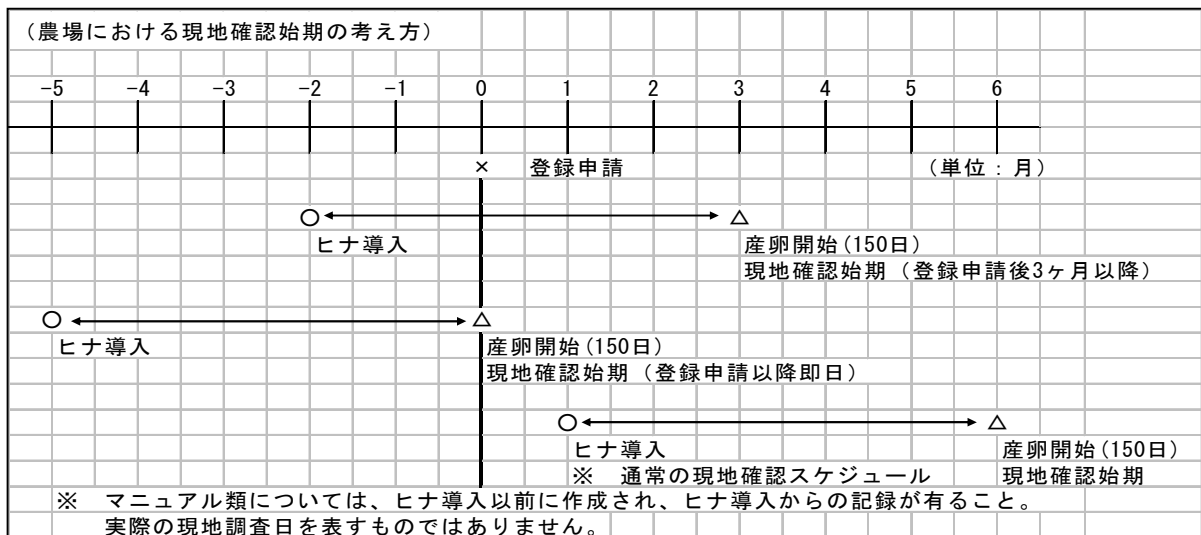 （農場における現地確認始期の考え方）
-5 -4 -3 -2 -1 0 1 2 3 4 5 6
× 登録申請 （単位：月）
○ △
ヒナ導入 産卵開始(150日)
現地確認始期（登録申請後3ヶ月以降）
○ △
ヒナ導入 産卵開始(150日)
現地確認始期（登録申請以降即日）
○ △
ヒナ導入 産卵開始(150日)
※ 通常の現地確認スケジュール 現地確認始期
※ マニュアル類については、ヒナ導入以前に作成され、ヒナ導入からの記録が有ること。
実際の現地調査日を表すものではありません。